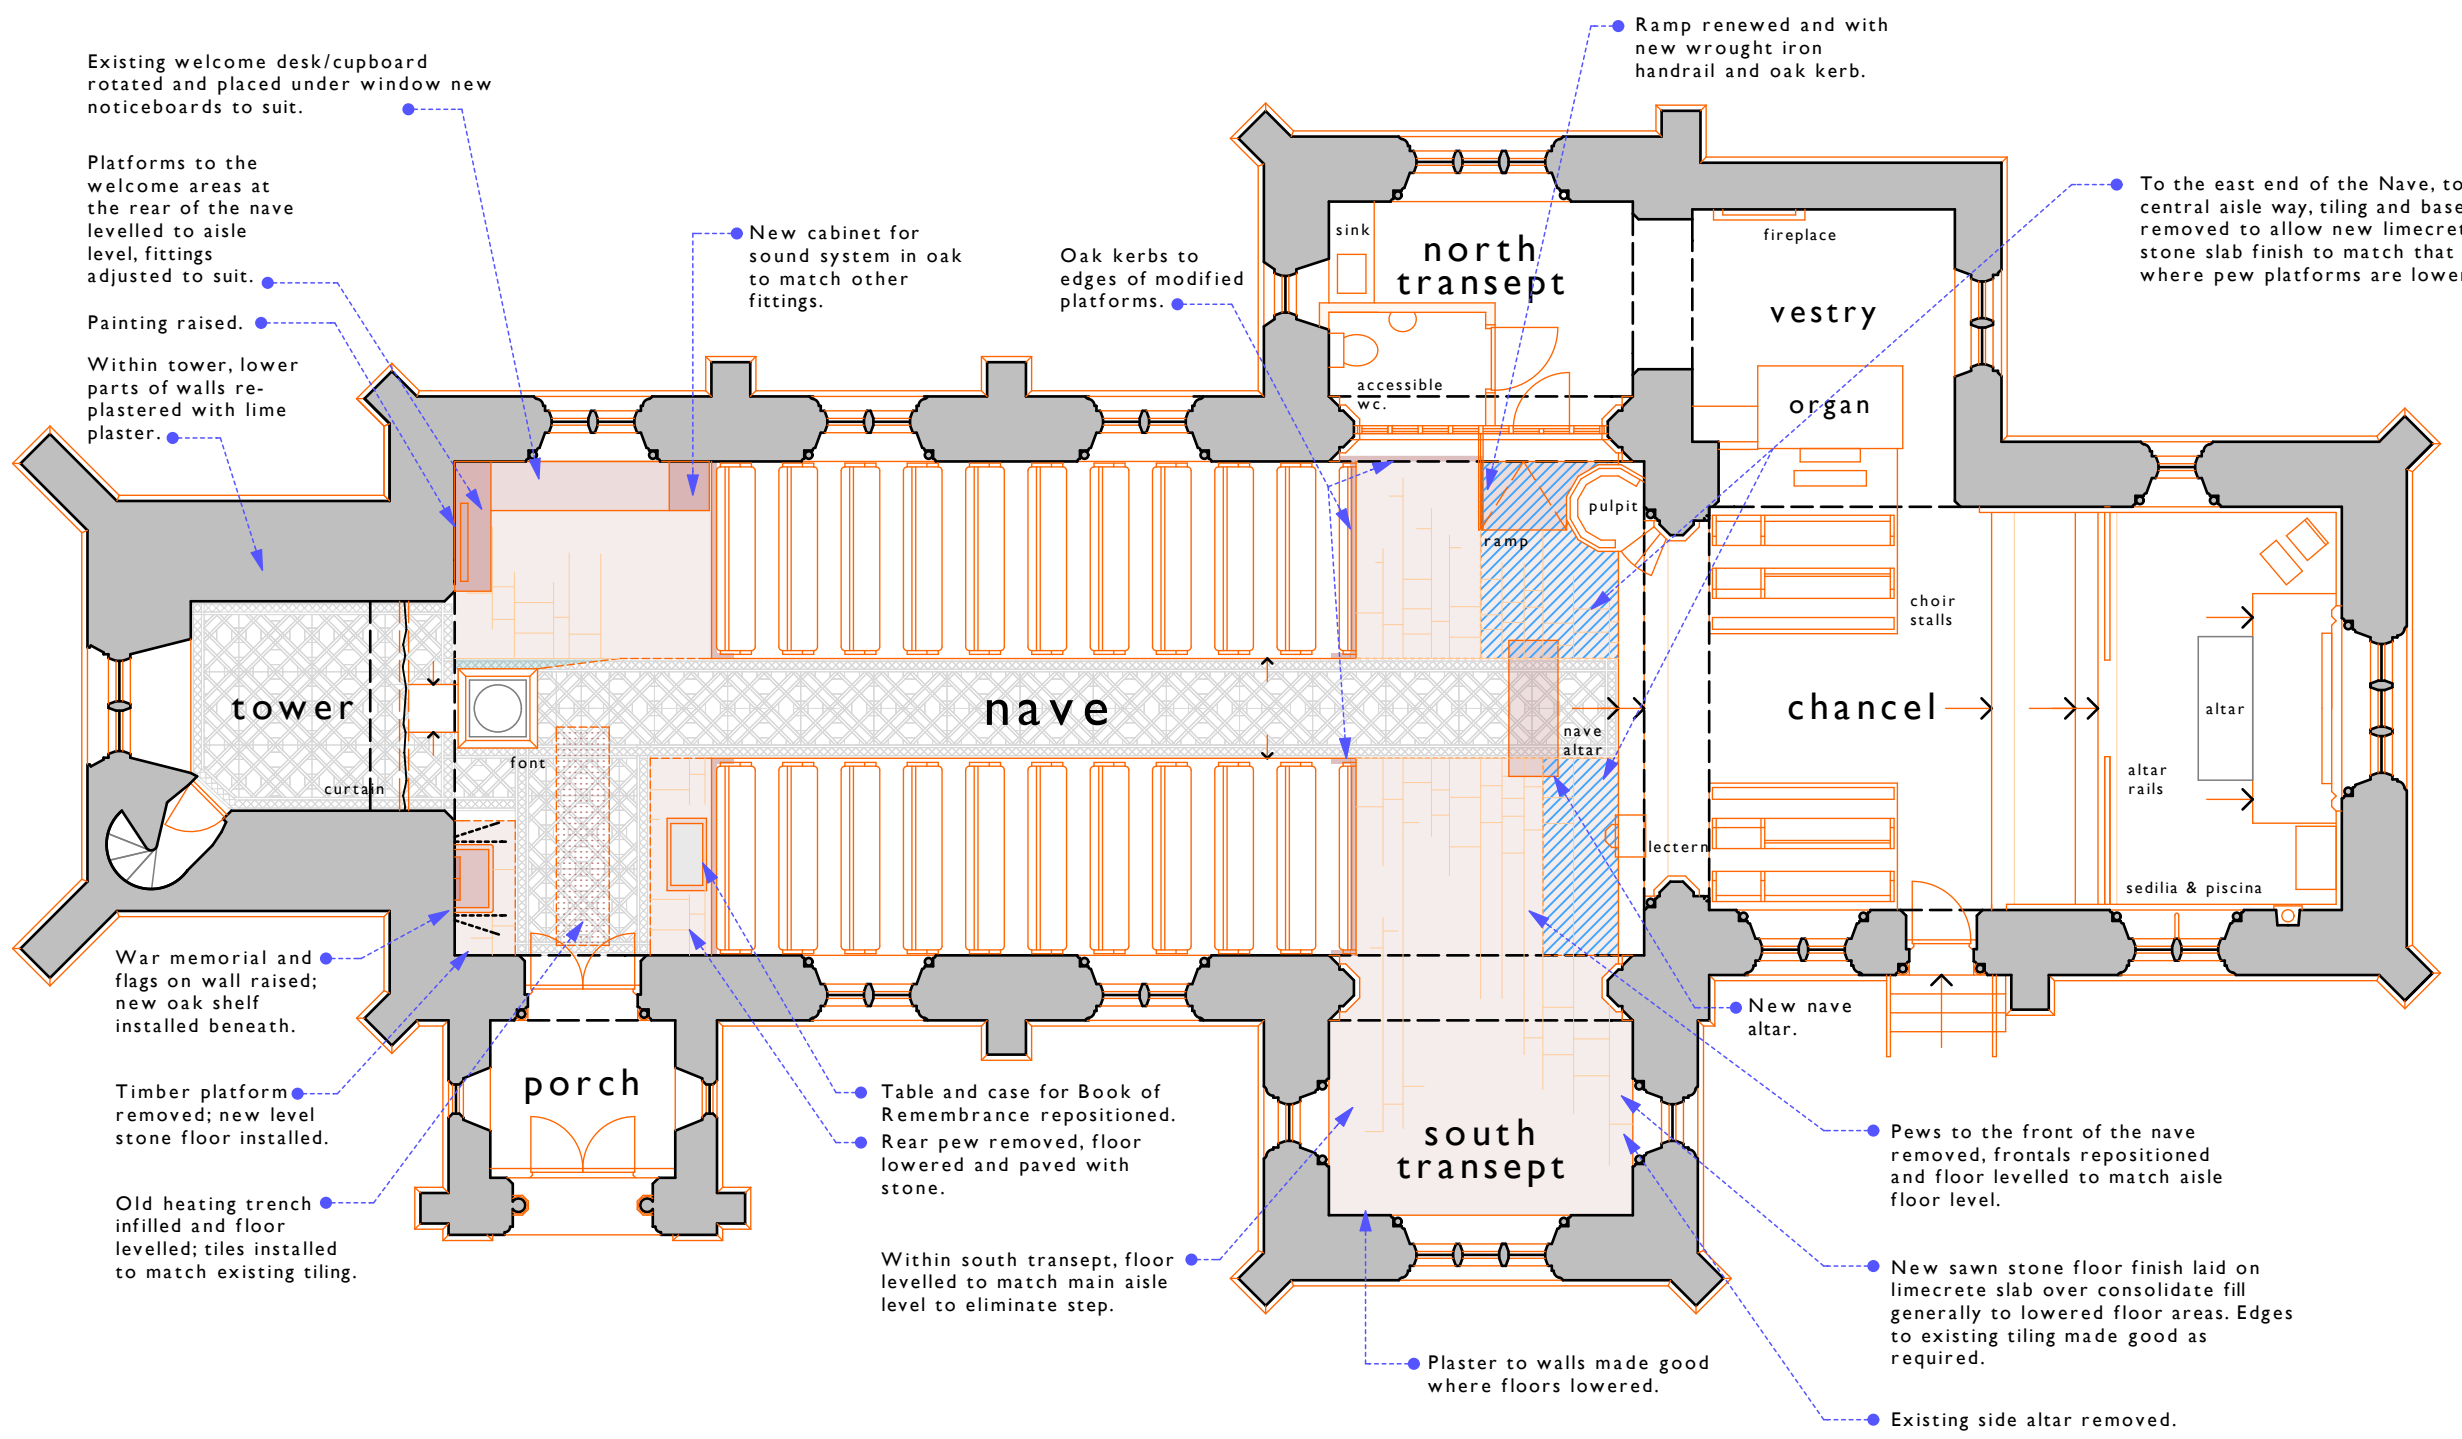 Ramp renewed and with
new wrought iron
handrail and oak kerb.
Existing welcome desk/cupboard
rotated and placed under window new
noticeboards to suit.
Platforms to the
welcome areas at
the rear of the nave
levelled to aisle
level, fittings
adjusted to suit.
Painting raised.
Within tower, lower
parts of walls re-
plastered with lime
plaster.
New cabinet for
sound system in oak
to match other
fittings.
Oak kerbs to
edges of modified
platforms.
To the east end of the Nave, to
central aisle way, tiling and base
removed to allow new limecret
stone slab finish to match that
where pew platforms are lower
sink
north
transept
accessible
wc.
fireplace
vestry
organ
pulpit
ramp
choir
stalls
tower
curtain
font
nave
nave
altar
lectern
chancel
altar
altar
rails
sedilia & piscina
porch
south
transept
War memorial and
flags on wall raised;
new oak shelf
installed beneath.
Timber platform
removed; new level
stone floor installed.
Old heating trench
infilled and floor
levelled; tiles installed
to match existing tiling.
Table and case for Book of
Remembrance repositioned.
Rear pew removed, floor
lowered and paved with
stone.
Within south transept, floor
levelled to match main aisle
level to eliminate step.
New nave
altar.
Pews to the front of the nave
removed, frontals repositioned
and floor levelled to match aisle
floor level.
New sawn stone floor finish laid on
limecrete slab over consolidate fill
generally to lowered floor areas. Edges
to existing tiling made good as
required.
Plaster to walls made good
where floors lowered.
Existing side altar removed.